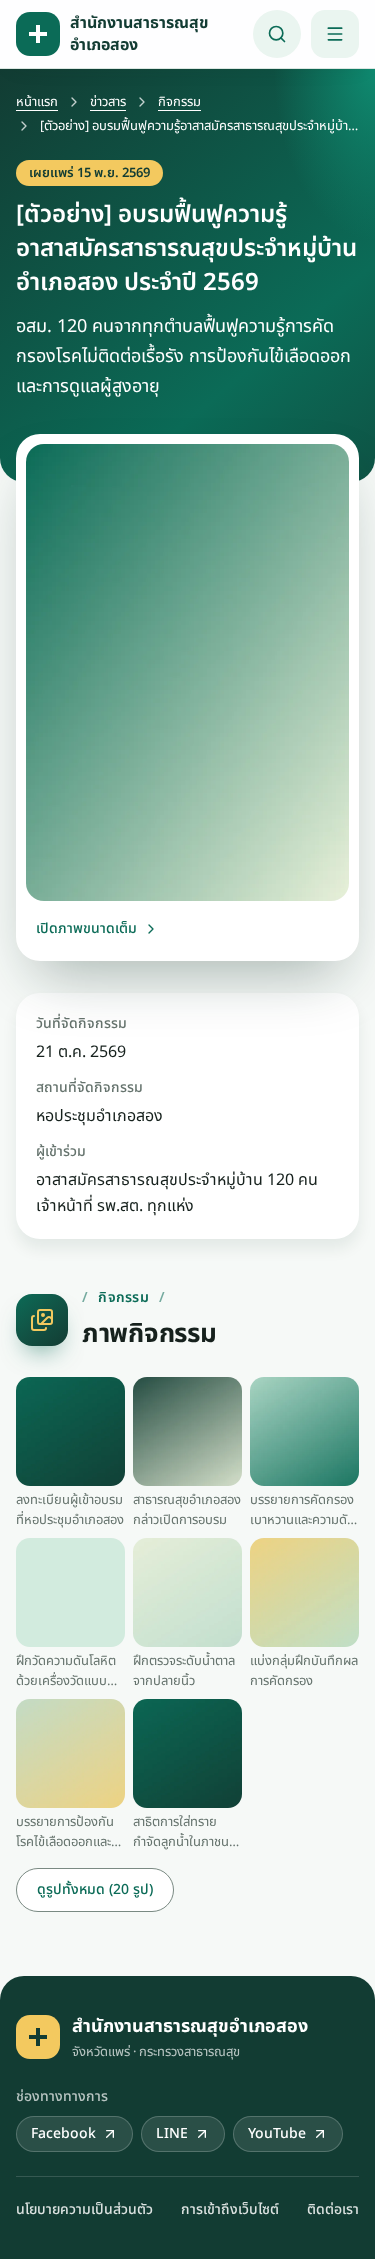 สำนักงานสาธารณสุข
อำเภอสอง
หน้าแรก > ข่าวสาร > กิจกรรม
> [ตัวอย่าง] อบรมฟื้นฟูความรู้อาสาสมัครสาธารณสุขประจำหมู่บ้า...
เผยแพร่ 15 พ.ย. 2569
[ตัวอย่าง] อบรมฟื้นฟูความรู้
อาสาสมัครสาธารณสุขประจำหมู่บ้าน
อำเภอสอง ประจำปี 2569
อสม. 120 คนจากทุกตำบลฟื้นฟูความรู้การคัด
กรองโรคไม่ติดต่อเรื้อรัง การป้องกันไข้เลือดออก
และการดูแลผู้สูงอายุ
เปิดภาพขนาดเต็ม >
วันที่จัดกิจกรรม
21 ต.ค. 2569
สถานที่จัดกิจกรรม
หอประชุมอำเภอสอง
ผู้เข้าร่วม
อาสาสมัครสาธารณสุขประจำหมู่บ้าน 120 คน
เจ้าหน้าที่ รพ.สต. ทุกแห่ง
/ กิจกรรม /
ภาพกิจกรรม
ลงทะเบียนผู้เข้าอบรม
ที่หอประชุมอำเภอสอง
สาธารณสุขอำเภอสอง
กล่าวเปิดการอบรม
บรรยายการคัดกรอง
เบาหวานและความดั...
ฝึกวัดความดันโลหิต
ด้วยเครื่องวัดแบบ...
ฝึกตรวจระดับน้ำตาล
จากปลายนิ้ว
แบ่งกลุ่มฝึกบันทึกผล
การคัดกรอง
บรรยายการป้องกัน
โรคไข้เลือดออกและ...
สาธิตการใส่ทราย
กำจัดลูกน้ำในภาชน...
ดูรูปทั้งหมด (20 รูป)
สำนักงานสาธารณสุขอำเภอสอง
จังหวัดแพร่ · กระทรวงสาธารณสุข
ช่องทางทางการ
Facebook
LINE
YouTube
นโยบายความเป็นส่วนตัว
การเข้าถึงเว็บไซต์
ติดต่อเรา